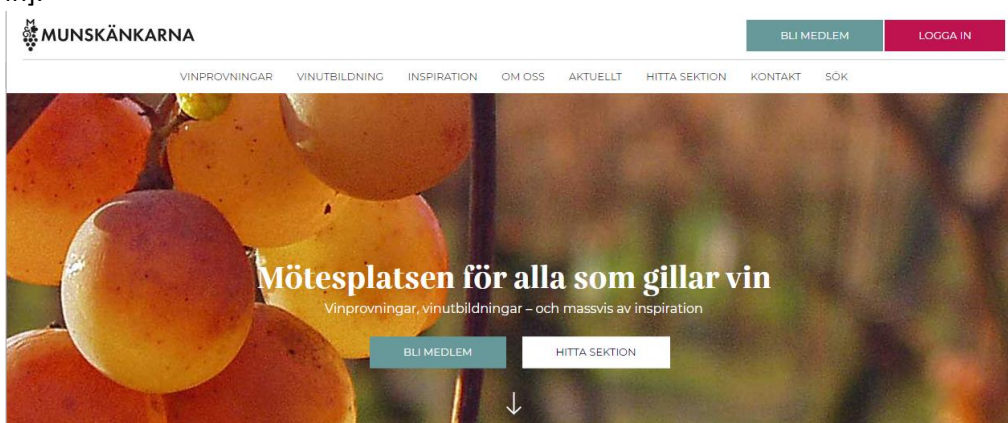 MUNSKÄNKARNA
BLI MEDLEM
LOGGA IN
VINPROVNINGAR VINUTBILDNING INSPIRATION OM OSS AKTUELLT HITTA SEKTION KONTAKT SÖK
Mötesplatsen för alla som gillar vin
Vinprovningar, vinutbildningar – och massvis av inspiration
BLI MEDLEM
HITTA SEKTION